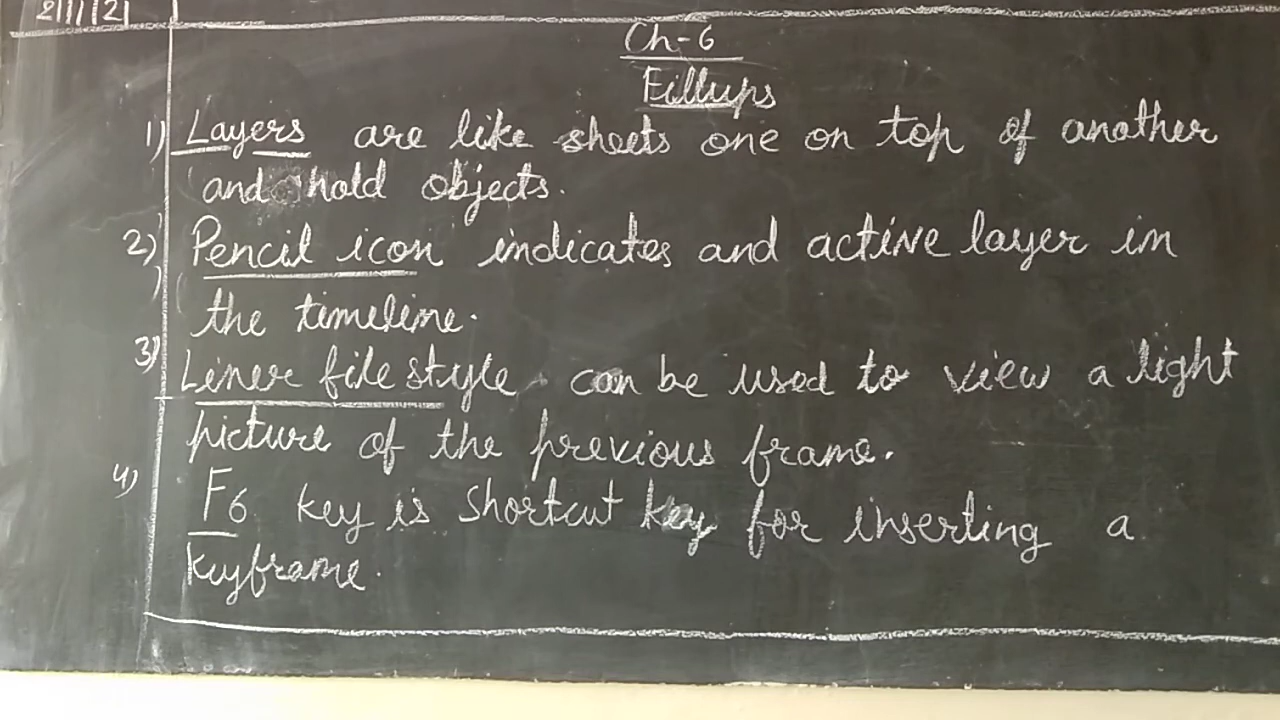 2/11/21
Ch-6
Fillups
1) Layers are like sheets one on top of another
and hold objects.
2) Pencil icon indicates and active layer in
the timeline.
3) Liner file style can be used to view a light
picture of the previous frame.
4) F6 key is shortcut key for inserting a
keyframe.